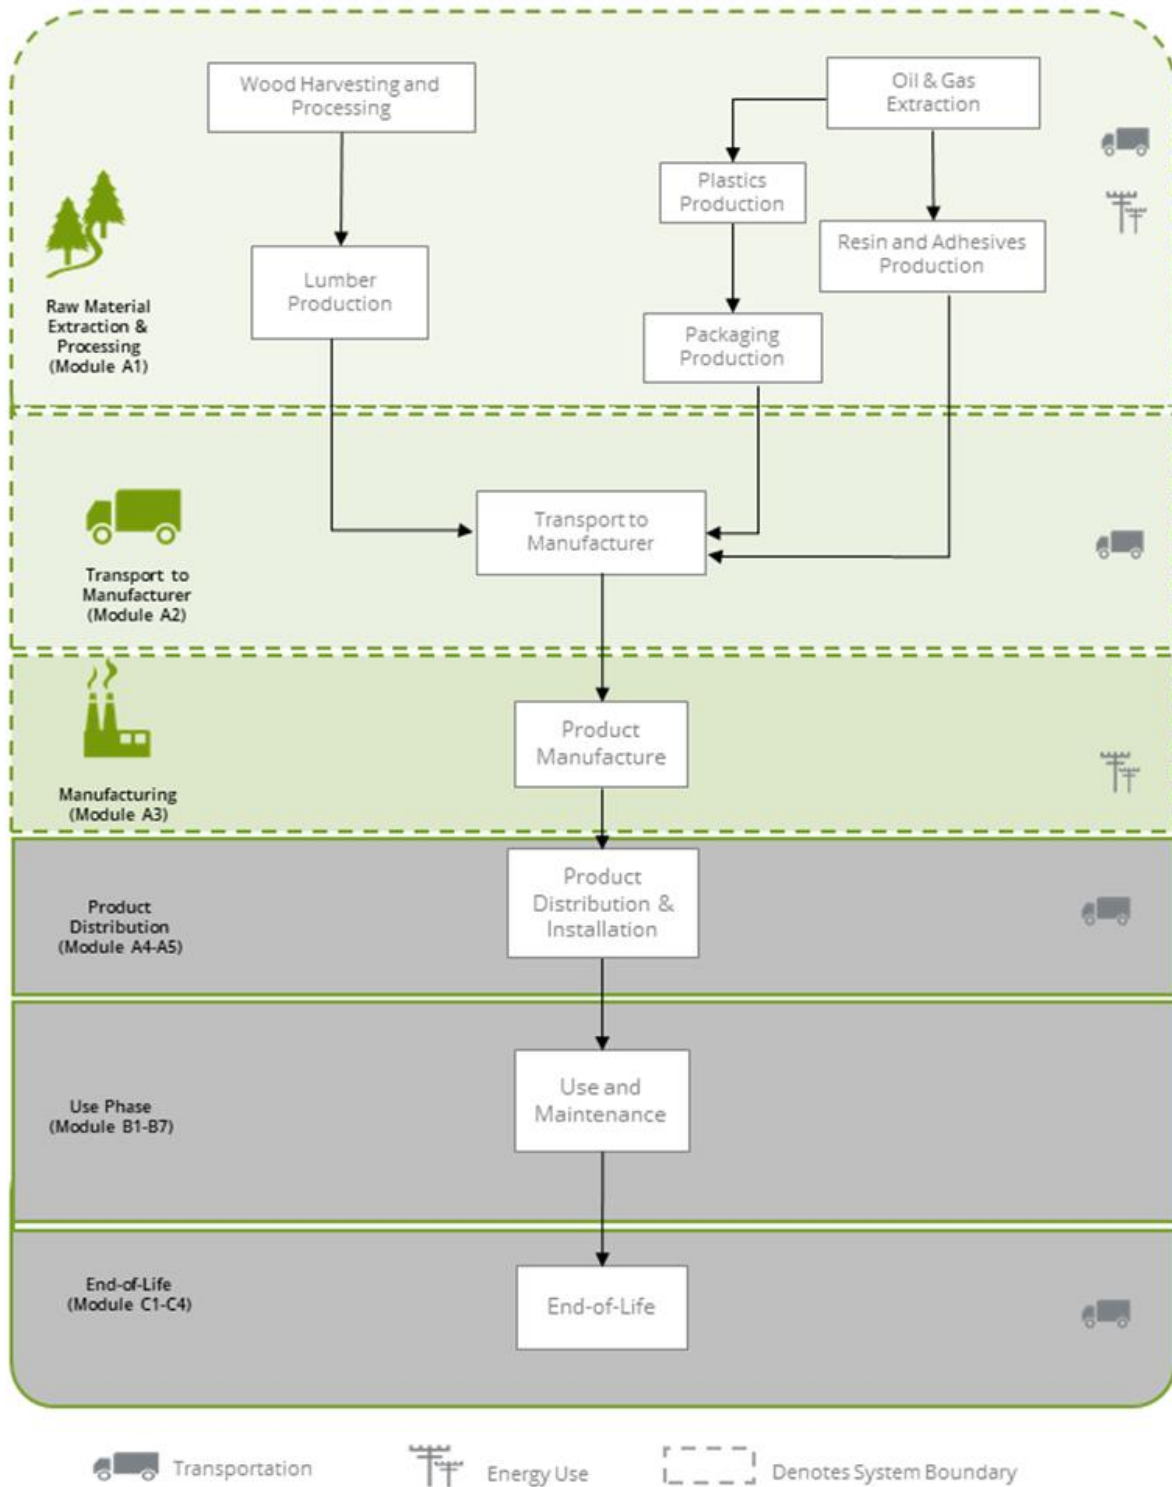 Wood Harvesting and
Processing
Oil & Gas
Extraction
Plastics
Production
Resin and Adhesives
Production
Lumber
Production
Raw Material
Extraction &
Processing
(Module A1)
Packaging
Production
Transport to
Manufacturer
Transport to
Manufacturer
(Module A2)
Product
Manufacture
Manufacturing
(Module A3)
Product
Distribution &
Installation
Product
Distribution
(Module A4-A5)
Use and
Maintenance
Use Phase
(Module B1-B7)
End-of-Life
(Module C1-C4)
End-of-Life
Transportation
Energy Use
Denotes System Boundary